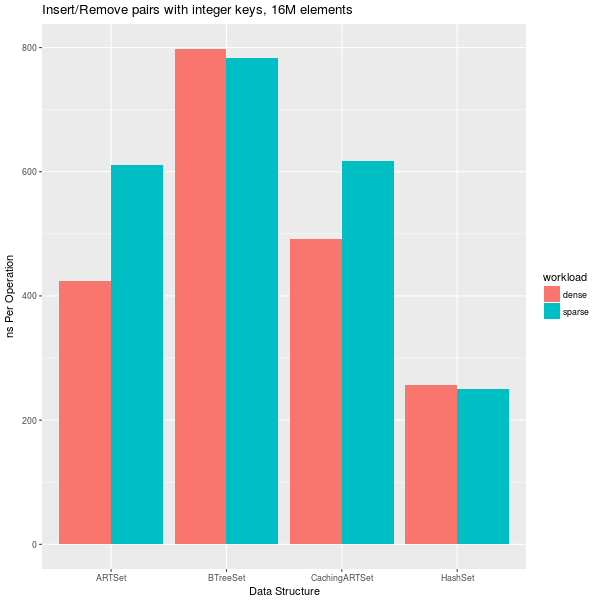 Insert/Remove pairs with integer keys, 16M elements
ns Per Operation
800
600
400
200
0
ARTSet BTreeSet CachingARTSet HashSet
Data Structure
workload
dense
sparse